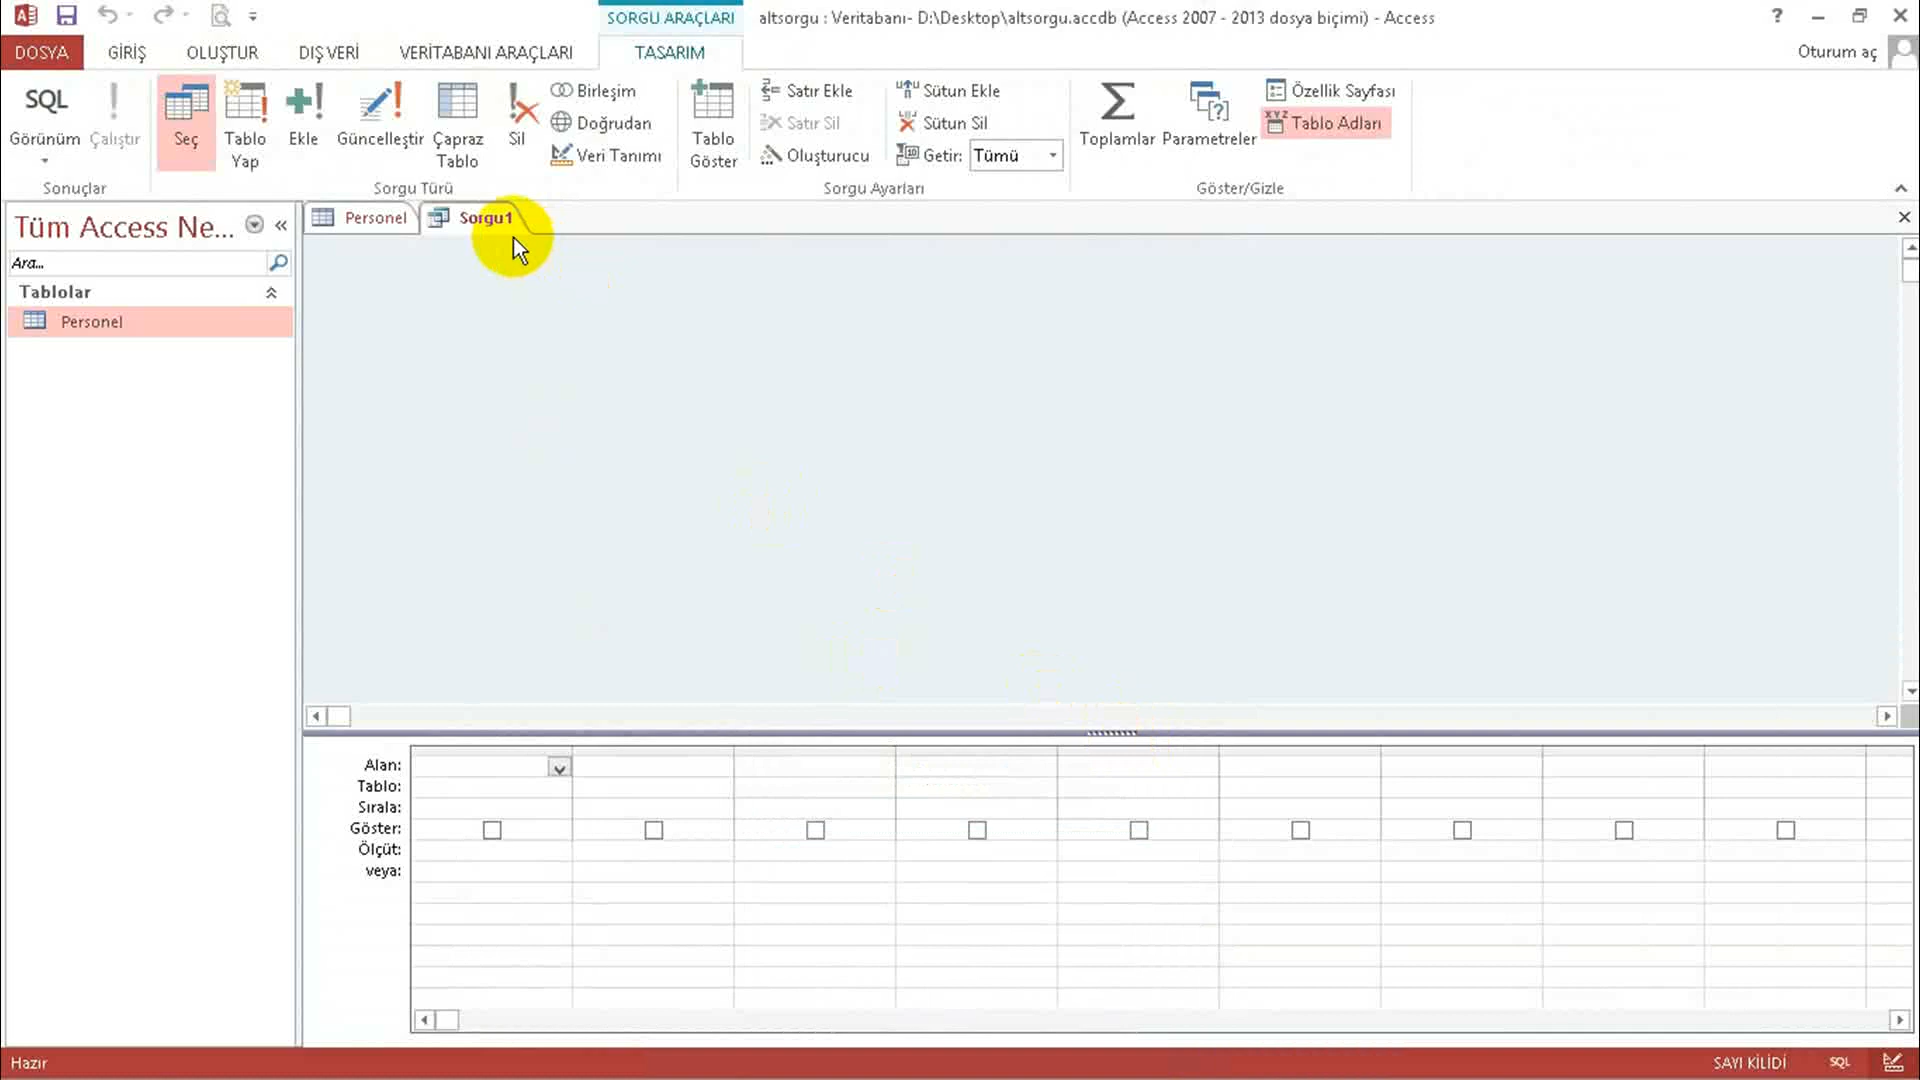 SORGU ARAÇLARI
altsorgu : Veritabanı- D:\Desktop\altsorgu.accdb (Access 2007 - 2013 dosya biçimi) - Access
?
DOSYA GİRİŞ OLUŞTUR DIŞ VERİ VERİTABANI ARAÇLARI TASARIM
Oturum aç
SQL
Görünüm
Çalıştır
Sonuçlar
Seç
Tablo
Yap
Ekle
Güncelleştir
Çapraz
Tablo
Sil
Birleşim
Doğrudan
Veri Tanımı
Sorgu Türü
Tablo
Göster
Satır Ekle
Satır Sil
Oluşturucu
Sütun Ekle
Sütun Sil
Getir: Tümü
Sorgu Ayarları
Toplamlar
Parametreler
Özellik Sayfası
XYZ Tablo Adları
Göster/Gizle
Tüm Access Ne...
Ara...
Tablolar
Personel
Personel Sorgu1
Alan:
Tablo:
Sırala:
Göster:
Ölçüt:
veya:
Hazır
SAYI KİLİDİ SQL